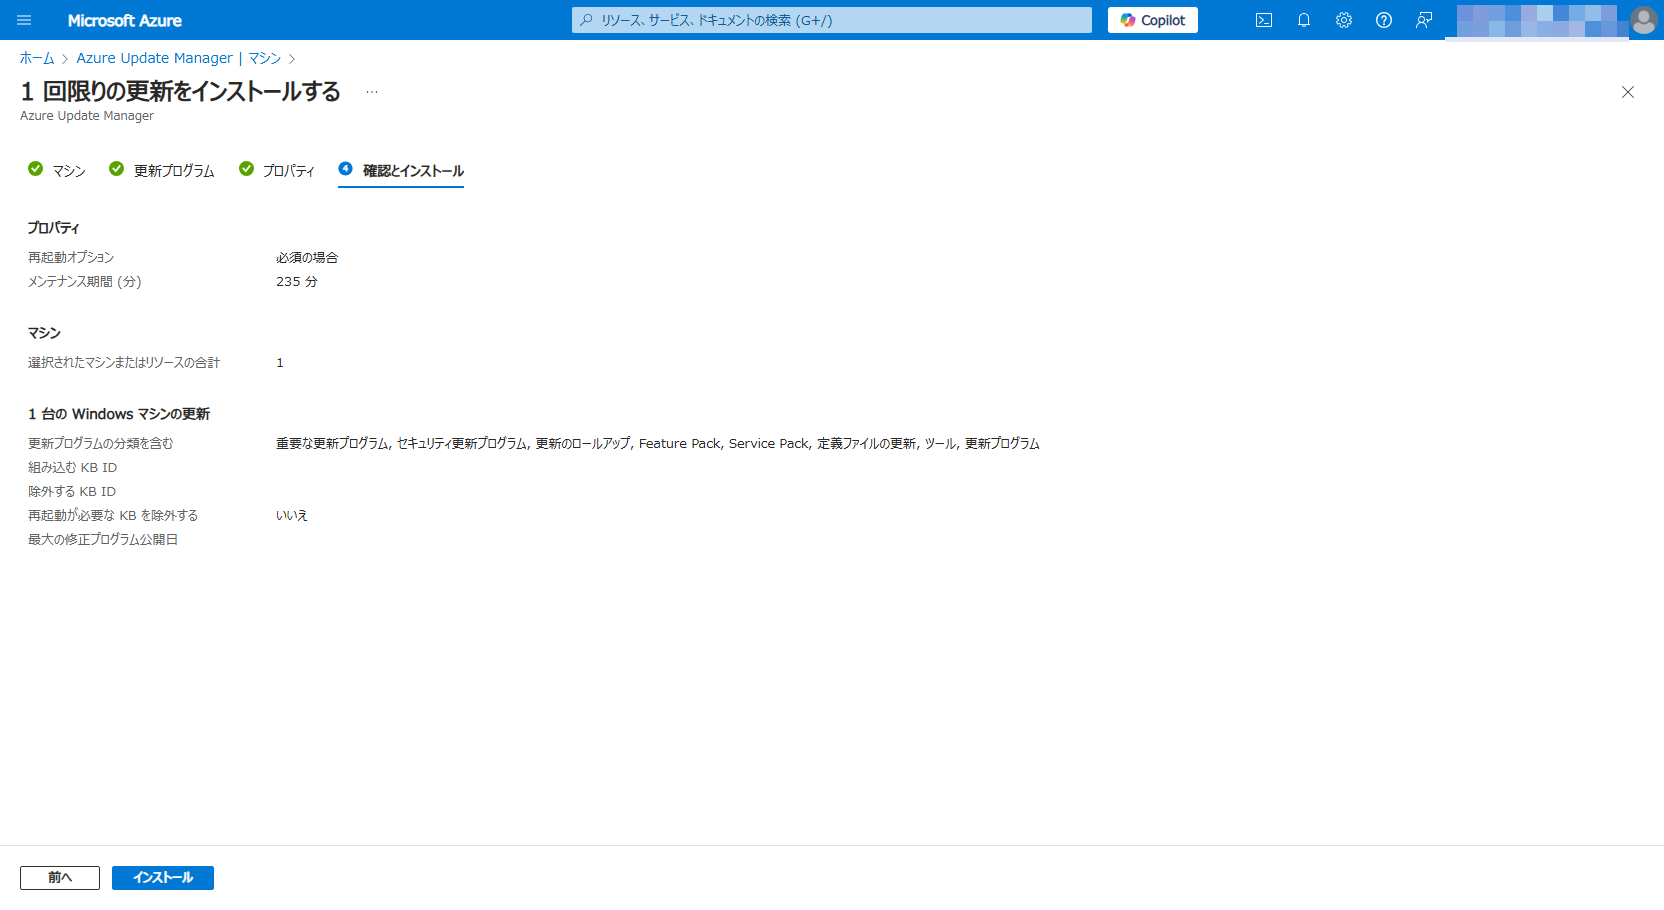 Microsoft Azure
リソース、サービス、ドキュメントの検索 (G+/)
Copilot
ホーム > Azure Update Manager | マシン >
1 回限りの更新をインストールする ...
Azure Update Manager
マシン 更新プログラム プロパティ 4 確認とインストール
プロパティ
再起動オプション 必須の場合
メンテナンス期間 (分) 235 分
マシン
選択されたマシンまたはリソースの合計 1
1 台の Windows マシンの更新
更新プログラムの分類を含む 重要な更新プログラム, セキュリティ更新プログラム, 更新のロールアップ, Feature Pack, Service Pack, 定義ファイルの更新, ツール, 更新プログラム
組み込む KB ID
除外する KB ID
再起動が必要な KB を除外する いいえ
最大の修正プログラム公開日
前へ インストール